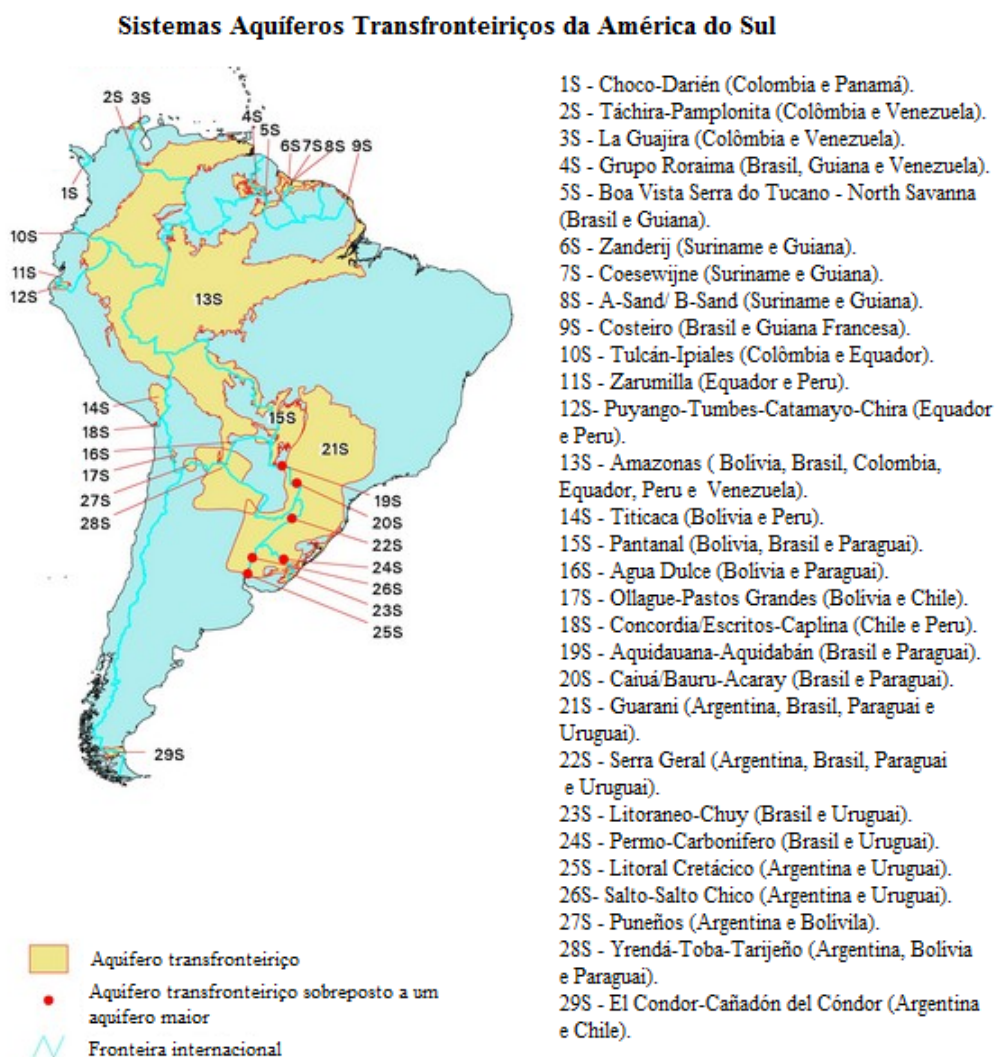 Sistemas Aquíferos Transfronteiriços da América do Sul
2S
3S
4S
5S
6S 7S 8S 9S
1S
10S
11S
12S
13S
14S
18S
15S
16S
21S
17S
27S
28S
19S
20S
22S
24S
26S
23S
25S
29S
1S - Choco-Darién (Colombia e Panamá).
2S - Táchira-Pamplonita (Colômbia e Venezuela).
3S - La Guajira (Colômbia e Venezuela).
4S - Grupo Roraima (Brasil, Guiana e Venezuela).
5S - Boa Vista Serra do Tucano - North Savanna
(Brasil e Guiana).
6S - Zanderij (Suriname e Guiana).
7S - Coesewijne (Suriname e Guiana).
8S - A-Sand/ B-Sand (Suriname e Guiana).
9S - Costeiro (Brasil e Guiana Francesa).
10S - Tulcán-Ipiales (Colômbia e Equador).
11S - Zarumilla (Equador e Peru).
12S- Puyango-Tumbes-Catamayo-Chira (Equador
e Peru).
13S - Amazonas ( Bolívia, Brasil, Colombia,
Equador, Peru e Venezuela).
14S - Titicaca (Bolívia e Peru).
15S - Pantanal (Bolivia, Brasil e Paraguai).
16S - Agua Dulce (Bolívia e Paraguai).
17S - Ollague-Pastos Grandes (Bolívia e Chile).
18S - Concordia/Escritos-Caplina (Chile e Peru).
19S - Aquidauana-Aquidabán (Brasil e Paraguai).
20S - Caiuá/Bauru-Acaray (Brasil e Paraguai).
21S - Guarani (Argentina, Brasil, Paraguai e
Uruguai).
22S - Serra Geral (Argentina, Brasil, Paraguai
e Uruguai).
23S - Litoraneo-Chuy (Brasil e Uruguai).
24S - Permo-Carbonífero (Brasil e Uruguai).
25S - Litoral Cretácico (Argentina e Uruguai).
26S- Salto-Salto Chico (Argentina e Uruguai).
27S - Puneños (Argentina e Bolívila).
28S - Yrendá-Toba-Tarijeño (Argentina, Bolívia
e Paraguai).
29S - El Condor-Cañadón del Cóndor (Argentina
e Chile).
Aquífero transfronteiriço
Aquífero transfronteiriço sobreposto a um
aquífero maior
Fronteira internacional